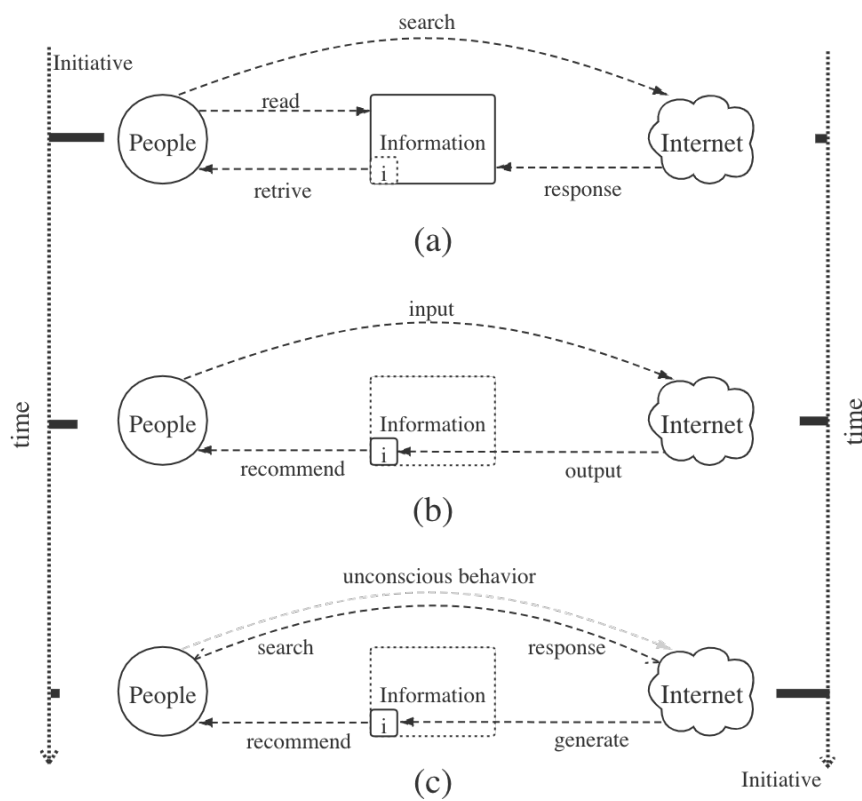 search
Initiative
read
People
Information
Internet
i
retrive
response
(a)
input
People
Information
Internet
time
time
i
recommend
output
(b)
unconscious behavior
search
response
People
Information
Internet
i
recommend
generate
(c)
Initiative